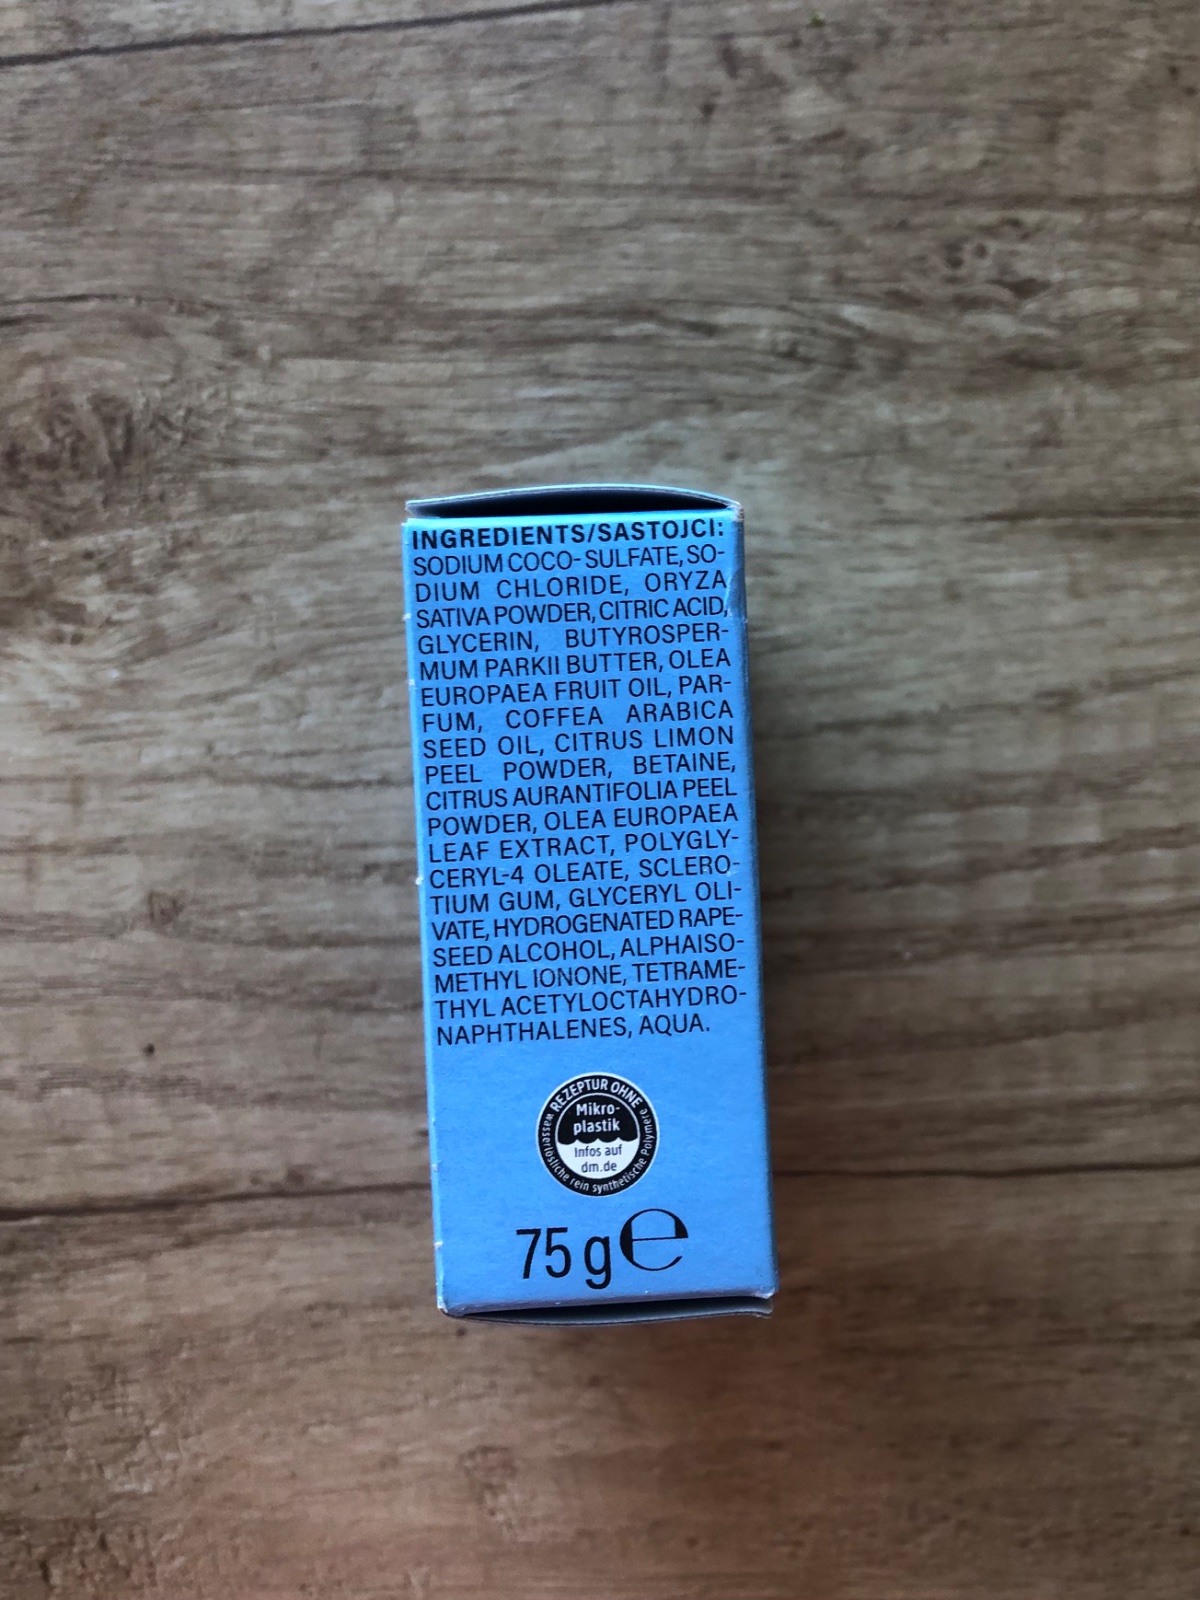 INGREDIENTS/SASTOJCI:
SODIUM COCO- SULFATE, SO-
DIUM CHLORIDE, ORYZA
SATIVA POWDER, CITRIC ACID,
GLYCERIN, BUTYROSPER-
MUM PARKII BUTTER, OLEA
EUROPAEA FRUIT OIL, PAR-
FUM, COFFEA ARABICA
SEED OIL, CITRUS LIMON
PEEL POWDER, BETAINE,
CITRUS AURANTIFOLIA PEEL
POWDER, OLEA EUROPAEA
LEAF EXTRACT, POLYGLY-
CERYL-4 OLEATE, SCLERO-
TIUM GUM, GLYCERYL OLI-
VATE, HYDROGENATED RAPE-
SEED ALCOHOL, ALPHAISO-
METHYL IONONE, TETRAME-
THYL ACETYLOCTAHYDRO-
NAPHTHALENES, AQUA.
REZEPTUR OHNE
Mikro-
plastik
Infos auf
dm.de
wasserlösliche rein synthetische Polymere
75 g e